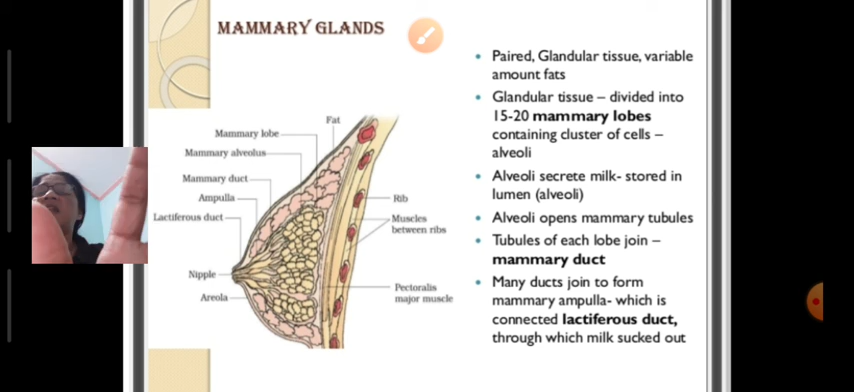 MAMMARY GLANDS
Fat
Mammary lobe
Mammary alveolus
Mammary duct
Ampulla
Lactiferous duct
Nipple
Areola
Rib
Muscles
between ribs
Pectoralis
major muscle
• Paired, Glandular tissue, variable
amount fats
• Glandular tissue – divided into
15-20 mammary lobes
containing cluster of cells –
alveoli
• Alveoli secrete milk- stored in
lumen (alveoli)
• Alveoli opens mammary tubules
• Tubules of each lobe join –
mammary duct
• Many ducts join to form
mammary ampulla- which is
connected lactiferous duct,
through which milk sucked out